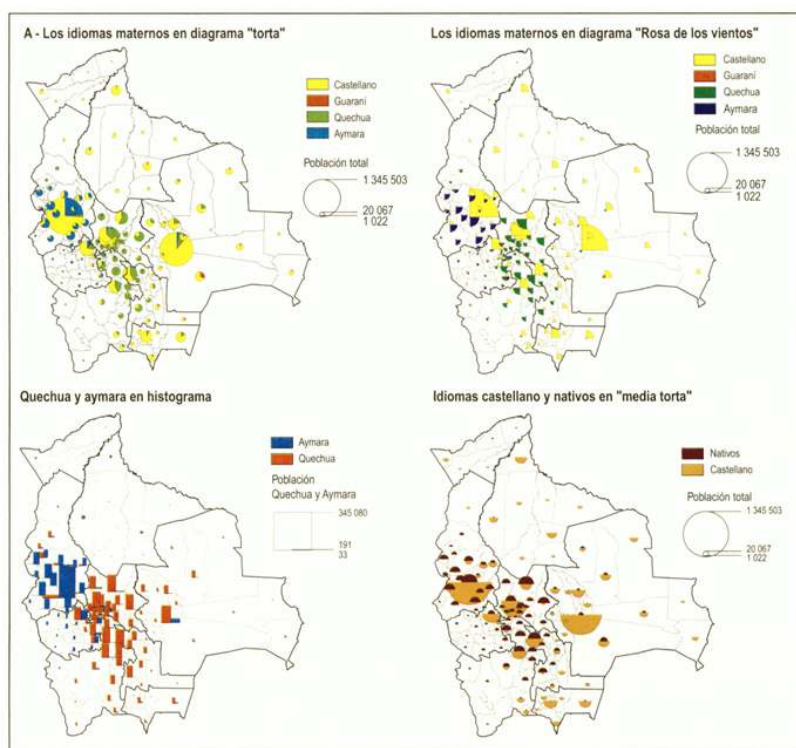 A - Los idiomas maternos en diagrama "torta"
Castellano
Guaraní
Quechua
Aymara
Población total
1 345 503
20 067
1 022
Los idiomas maternos en diagrama "Rosa de los vientos"
Castellano
Guaraní
Quechua
Aymara
Población total
1 345 503
20 067
1 022
Quechua y aymara en histograma
Aymara
Quechua
Población
Quechua y Aymara
345 080
191
33
Idiomas castellano y nativos en "media torta"
Nativos
Castellano
Población total
1 345 503
20 067
1 022